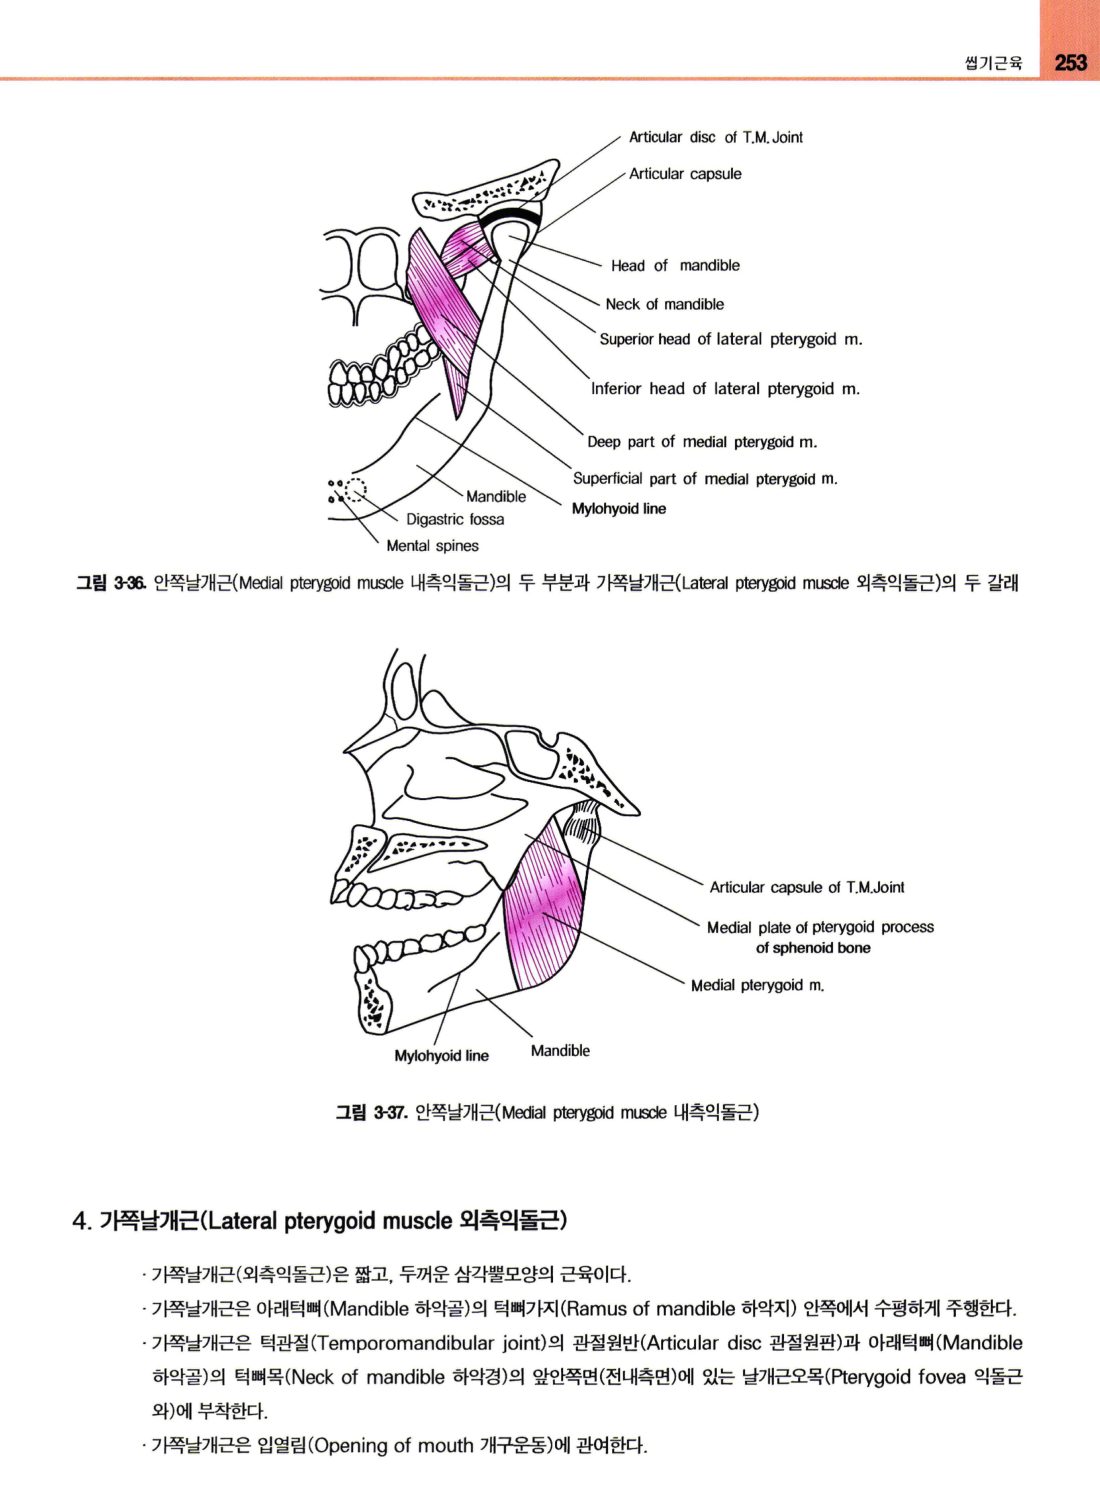 씹기근육 253
Articular disc of T.M.Joint
Articular capsule
Head of mandible
Neck of mandible
Superior head of lateral pterygoid m.
Inferior head of lateral pterygoid m.
Deep part of medial pterygoid m.
Superficial part of medial pterygoid m.
Mandible
Mylohyoid line
Digastric fossa
Mental spines
그림 3-36. 안쪽날개근(Medial pterygoid muscle 내측익돌근)의 두 부분과 가쪽날개근(Lateral pterygoid muscle 외측익돌근)의 두 갈래
Articular capsule of T.M.Joint
Medial plate of pterygoid process
of sphenoid bone
Medial pterygoid m.
Mylohyoid line
Mandible
그림 3-37. 안쪽날개근(Medial pterygoid muscle 내측익돌근)
4. 가쪽날개근(Lateral pterygoid muscle 외측익돌근)
· 가쪽날개근(외측익돌근)은 짧고, 두꺼운 삼각뿔모양의 근육이다.
· 가쪽날개근은 아래턱뼈(Mandible 하악골)의 턱뼈가지(Ramus of mandible 하악지) 안쪽에서 수평하게 주행한다.
· 가쪽날개근은 턱관절(Temporomandibular joint)의 관절원반(Articular disc 관절원판)과 아래턱뼈(Mandible
하악골)의 턱뼈목(Neck of mandible 하악경)의 앞안쪽면(전내측면)에 있는 날개근오목(Pterygoid fovea 익돌근
와)에 부착한다.
· 가쪽날개근은 입열림(Opening of mouth 개구운동)에 관여한다.